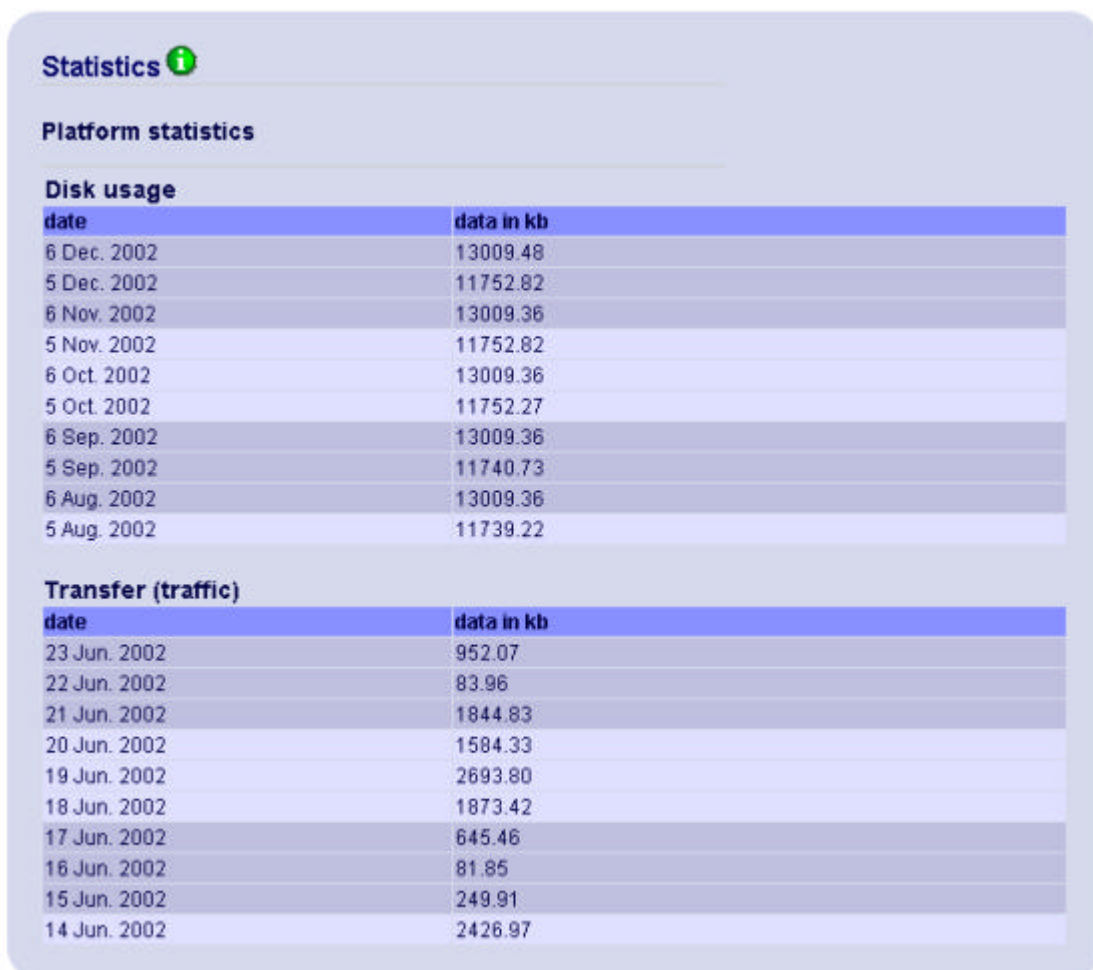 Statistics
Platform statistics
Disk usage
date data in kb
6 Dec. 2002 13009.48
5 Dec. 2002 11752.82
6 Nov. 2002 13009.36
5 Nov. 2002 11752.82
6 Oct. 2002 13009.36
5 Oct. 2002 11752.27
6 Sep. 2002 13009.36
5 Sep. 2002 11740.73
6 Aug. 2002 13009.36
5 Aug. 2002 11739.22
Transfer (traffic)
date data in kb
23 Jun. 2002 952.07
22 Jun. 2002 83.96
21 Jun. 2002 1844.83
20 Jun. 2002 1584.33
19 Jun. 2002 2693.80
18 Jun. 2002 1873.42
17 Jun. 2002 645.46
16 Jun. 2002 81.85
15 Jun. 2002 249.91
14 Jun. 2002 2426.97